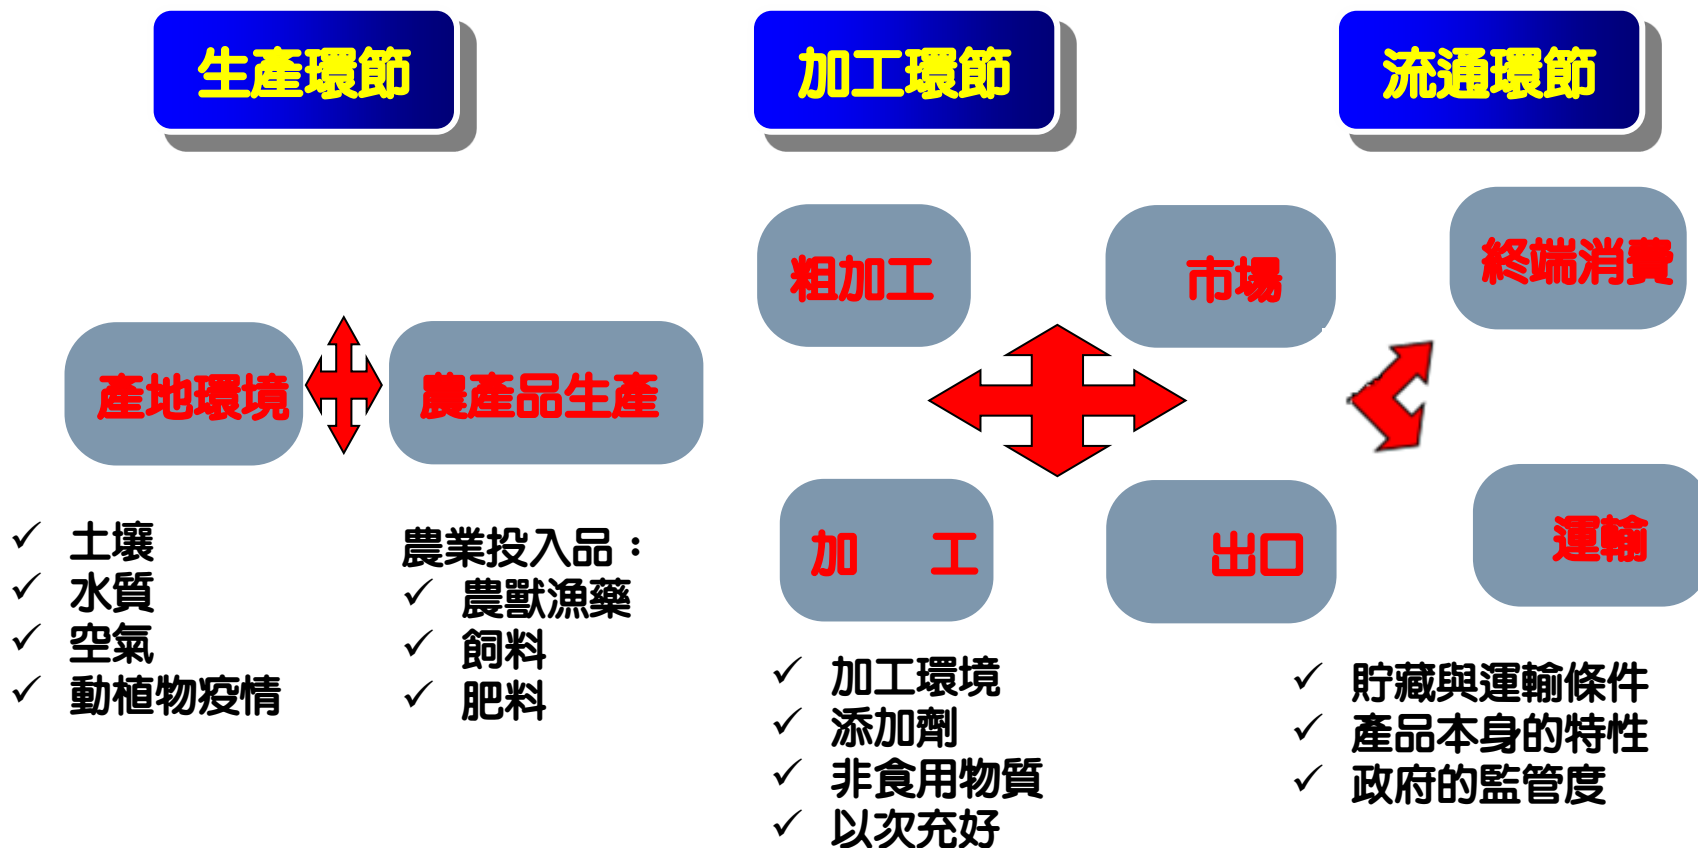 生產環節
加工環節
流通環節
產地環境
農產品生產
粗加工
市場
終端消費
加　工
出口
運輸
✓ 土壤
✓ 水質
✓ 空氣
✓ 動植物疫情
農業投入品：
✓ 農獸漁藥
✓ 飼料
✓ 肥料
✓ 加工環境
✓ 添加劑
✓ 非食用物質
✓ 以次充好
✓ 貯藏與運輸條件
✓ 產品本身的特性
✓ 政府的監管度